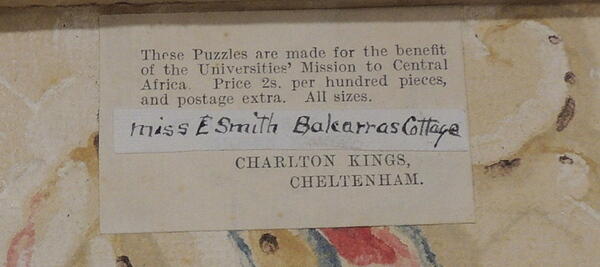 These Puzzles are made for the benefit
of the Universities' Mission to Central
Africa. Price 2s. per hundred pieces,
and postage extra. All sizes.
Miss E Smith Balcarras Cottage
CHARLTON KINGS,
CHELTENHAM.